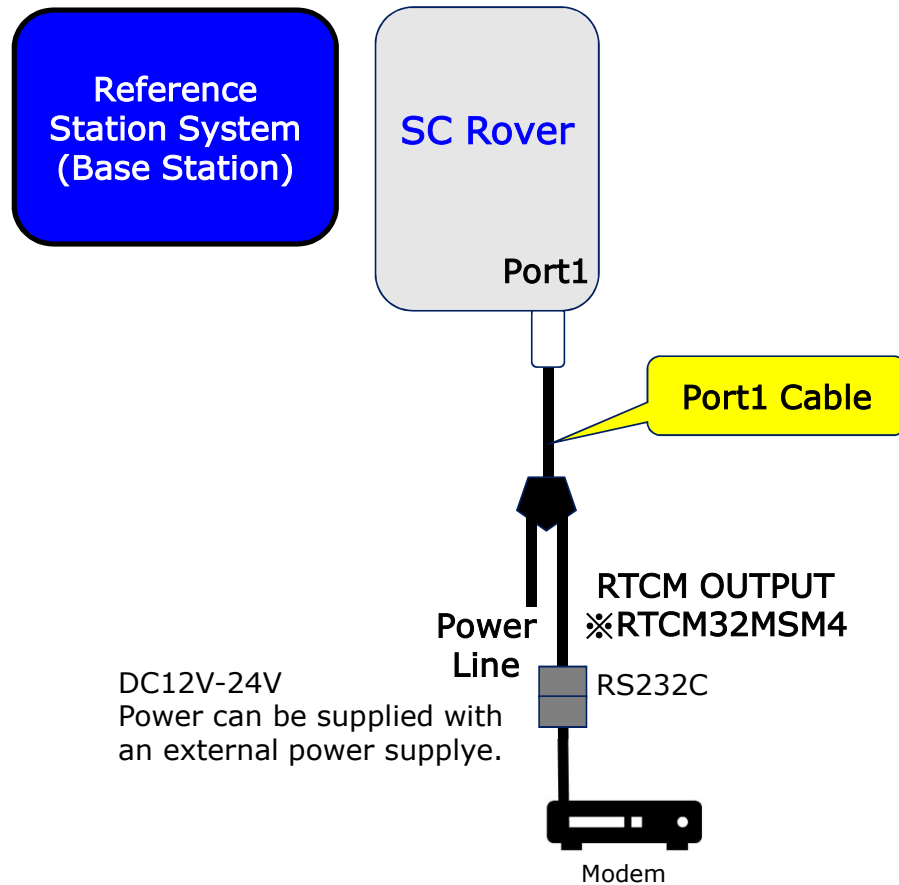 Reference
Station System
(Base Station)
SC Rover
Port1
Port1 Cable
RTCM OUTPUT
※RTCM32MSM4
Power
Line
RS232C
DC12V-24V
Power can be supplied with
an external power supplye.
Modem